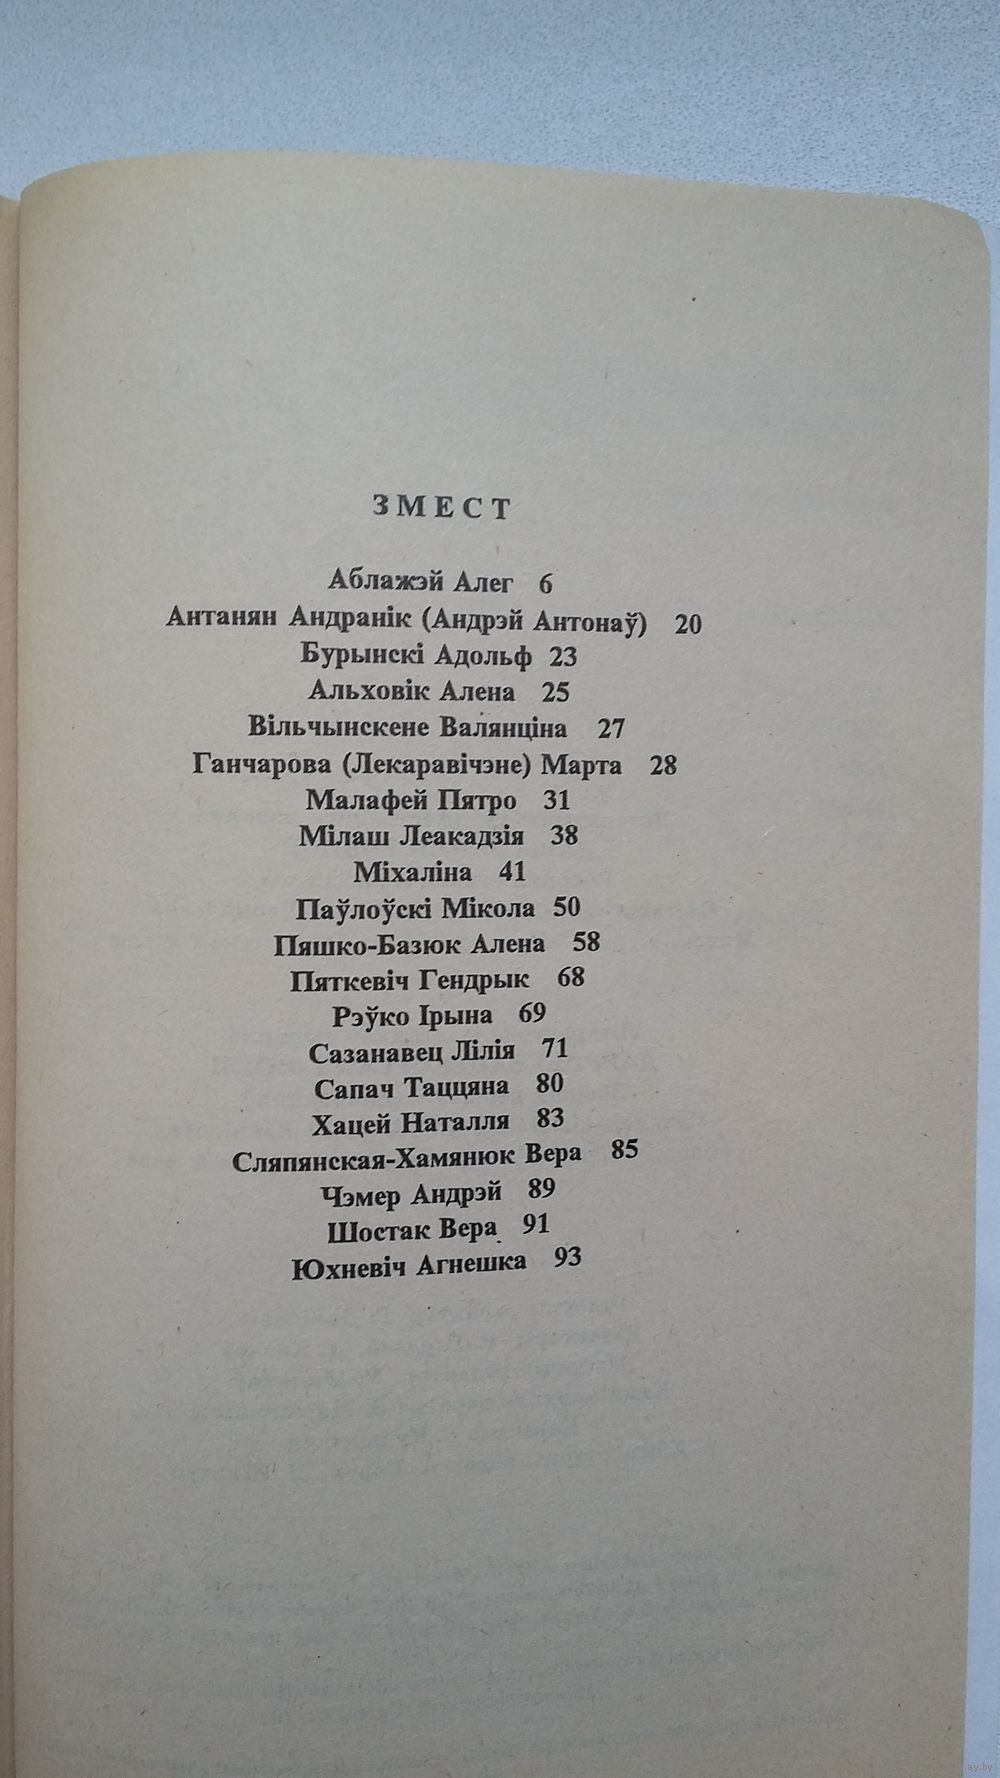 ЗМЕСТ
Аблажэй Алег 6
Антанян Андранік (Андрэй Антонаў) 20
Бурынскі Адольф 23
Альховік Алена 25
Вільчынскене Валянціна 27
Ганчарова (Лекаравічэне) Марта 28
Малафей Пятро 31
Мілаш Леакадзія 38
Міхаліна 41
Паўлоўскі Мікола 50
Пяшко-Базюк Алена 58
Пяткевіч Гендрык 68
Рэўко Ірына 69
Сазанавец Лілія 71
Сапач Таццяна 80
Хацей Наталля 83
Сляпянская-Хамянюк Вера 85
Чэмер Андрэй 89
Шостак Вера 91
Юхневіч Агнешка 93